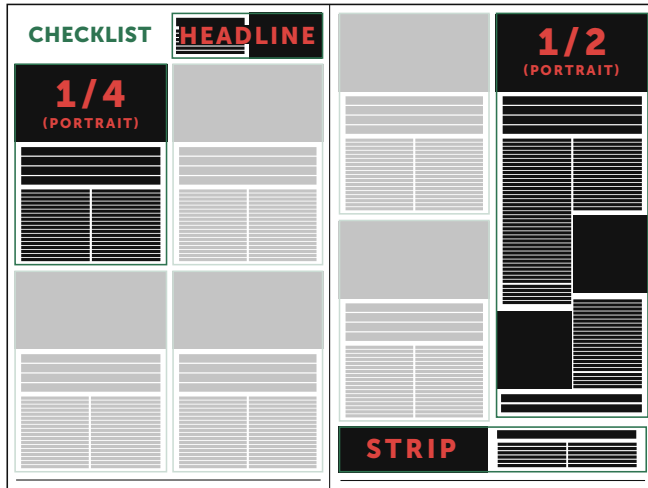 CHECKLIST
HEADLINE
1/4
(PORTRAIT)
1/2
(PORTRAIT)
STRIP